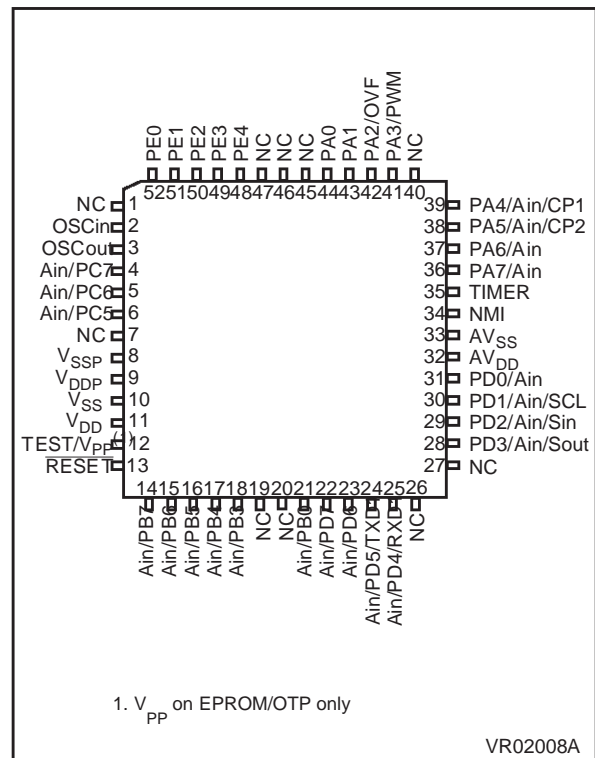 PE0
PE1
PE2
PE3
PE4
NC
NC
NC
PA0
PA1
PA2/OVF
PA3/PWM
NC
52 51 50 49 48 47 46 45 44 43 42 41 40
NC 1
OSCin 2
OSCout 3
Ain/PC7 4
Ain/PC6 5
Ain/PC5 6
NC 7
VSSP 8
VDDP 9
VSS 10
VDD 11
TEST/VPP(1) 12
RESET 13
39 PA4/Ain/CP1
38 PA5/Ain/CP2
37 PA6/Ain
36 PA7/Ain
35 TIMER
34 NMI
33 AVSS
32 AVDD
31 PD0/Ain
30 PD1/Ain/SCL
29 PD2/Ain/Sin
28 PD3/Ain/Sout
27 NC
14 15 16 17 18 19 20 21 22 23 24 25 26
Ain/PB7
Ain/PB6
Ain/PB5
Ain/PB4
Ain/PB3
NC
NC
Ain/PB0
Ain/PD7
Ain/PD6
Ain/PD5/TXD1
Ain/PD4/RXD1
NC
1. VPP on EPROM/OTP only
VR02008A